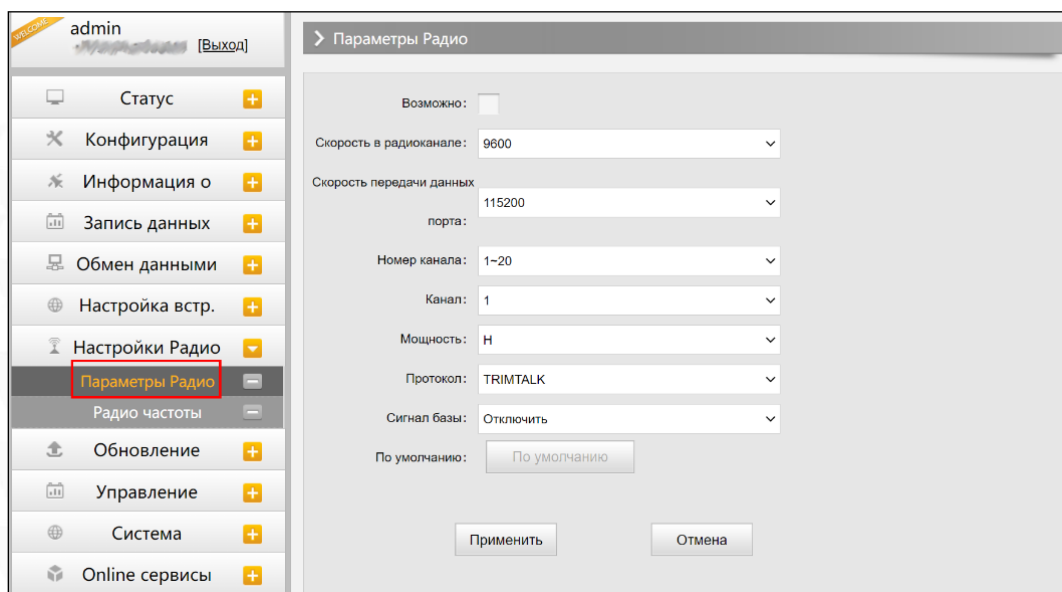 WELCOME
admin
[Выход]
Статус
Конфигурация
Информация о
Запись данных
Обмен данными
Настройка встр.
Настройки Радио
Параметры Радио
Радио частоты
Обновление
Управление
Система
Online сервисы
Параметры Радио
Возможно:
Скорость в радиоканале: 9600
Скорость передачи данных
115200
порта:
Номер канала: 1~20
Канал: 1
Мощность: H
Протокол: TRIMTALK
Сигнал базы: Отключить
По умолчанию: По умолчанию
Применить Отмена